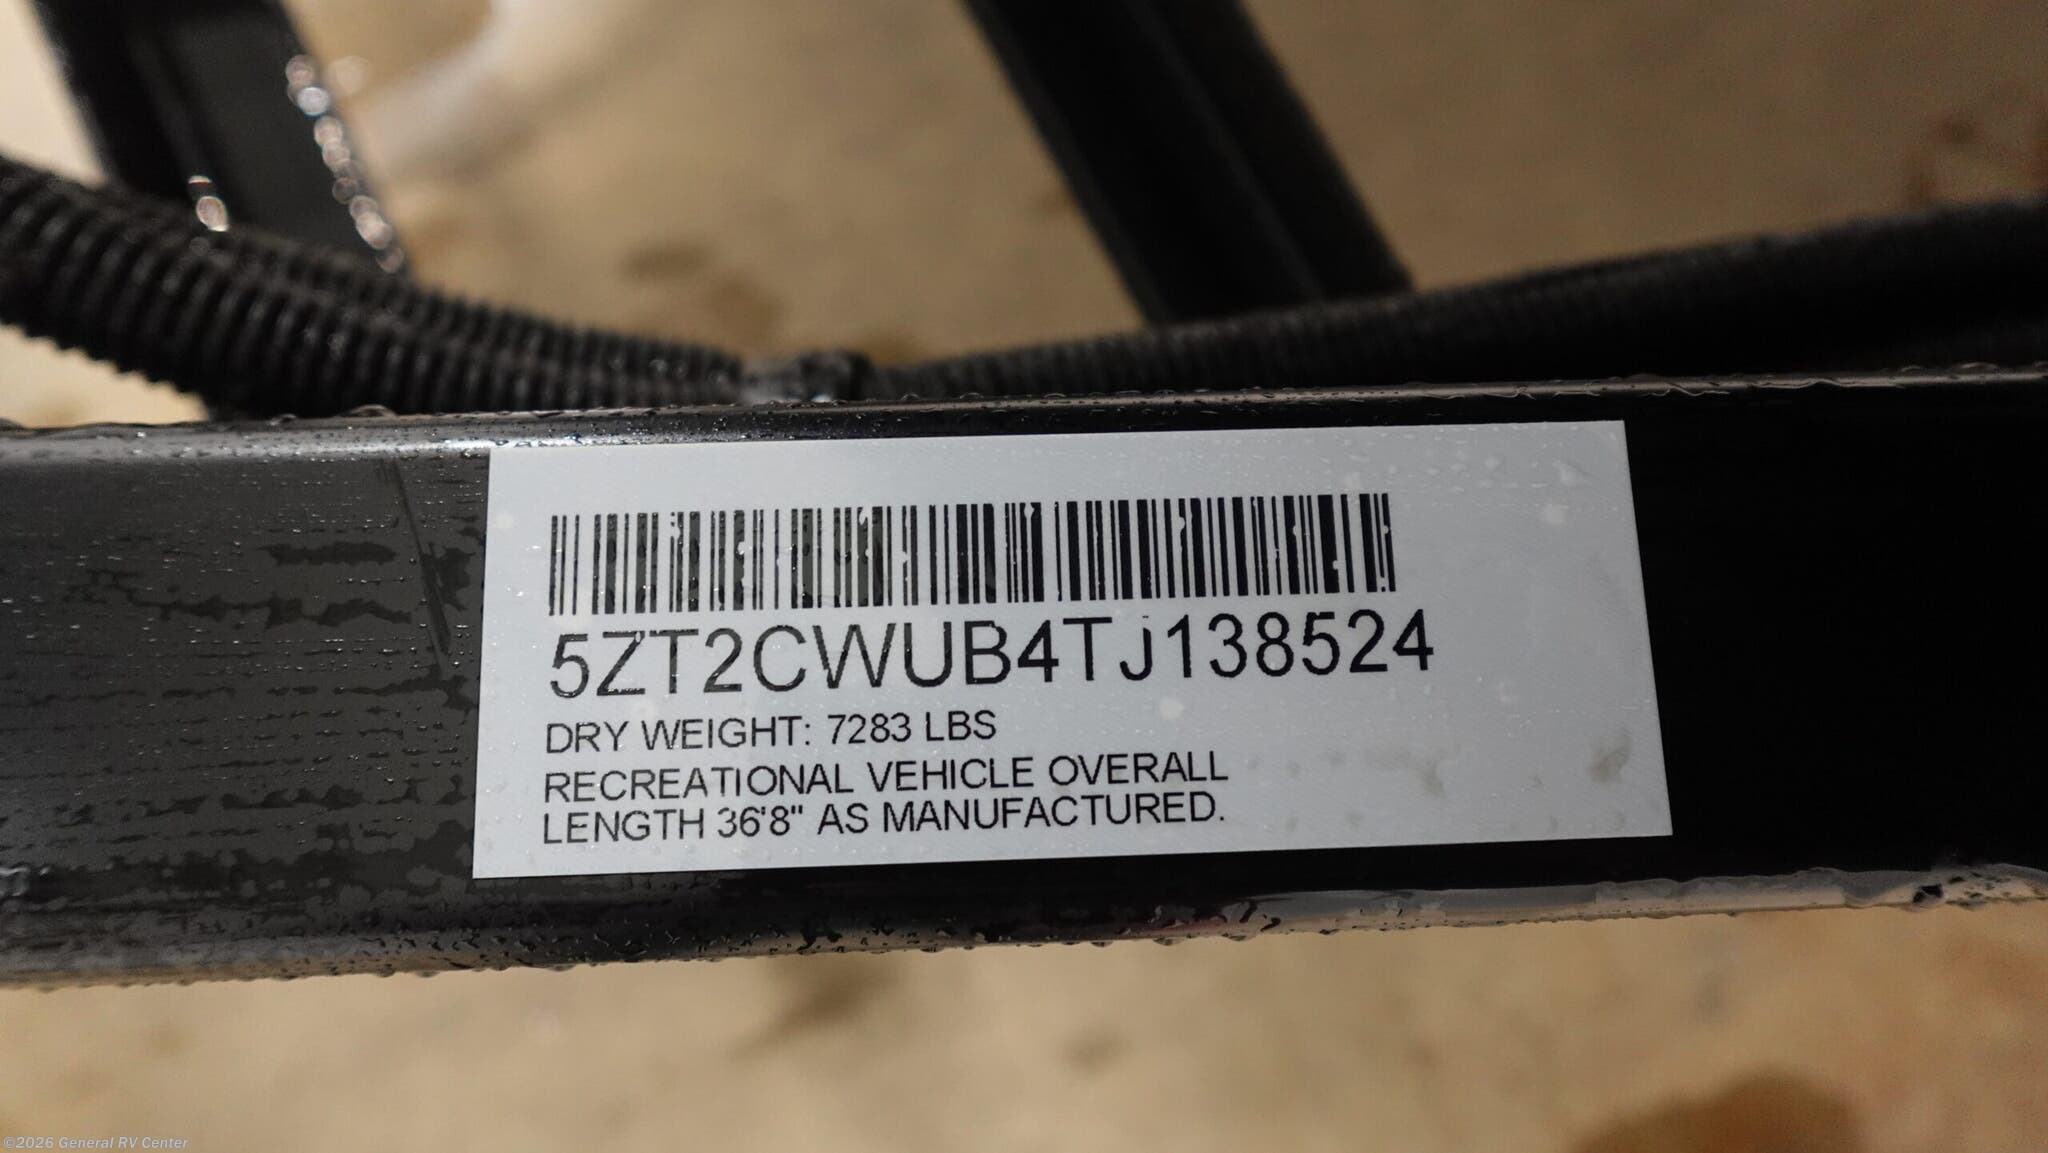 5ZT2CWUB4TJ138524
DRY WEIGHT: 7283 LBS
RECREATIONAL VEHICLE OVERALL
LENGTH 36'8" AS MANUFACTURED.
©2026 General RV Center